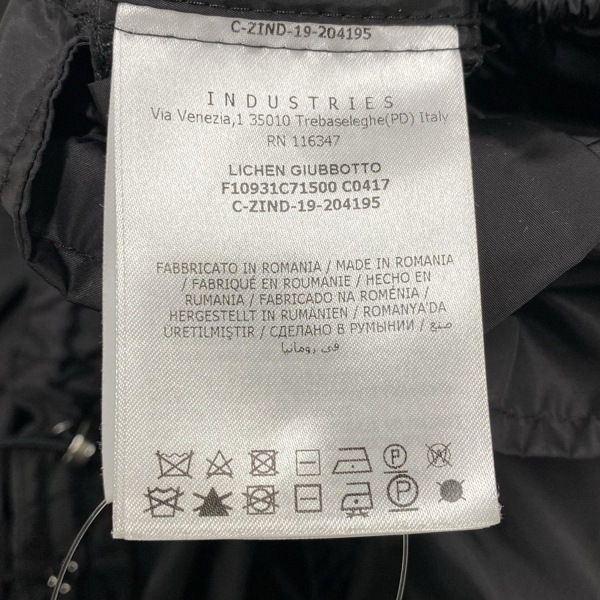 C-ZIND-19-204195
INDUSTRIES
Via Venezia,1 35010 Trebaseleghe(PD) Italy
RN 116347
LICHEN GIUBBOTTO
F10931C71500 C0417
C-ZIND-19-204195
FABBRICATO IN ROMANIA / MADE IN ROMANIA
/ FABRIQUÉ EN ROUMANIE / HECHO EN
RUMANIA / FABRICADO NA ROMÉNIA /
HERGESTELLT IN RUMÄNIEN / ROMANYA'DA
ÜRETILMIŞTIR / СДЕЛАНО В РУМЫНИИ / صنع
في رومانيا
P W
P